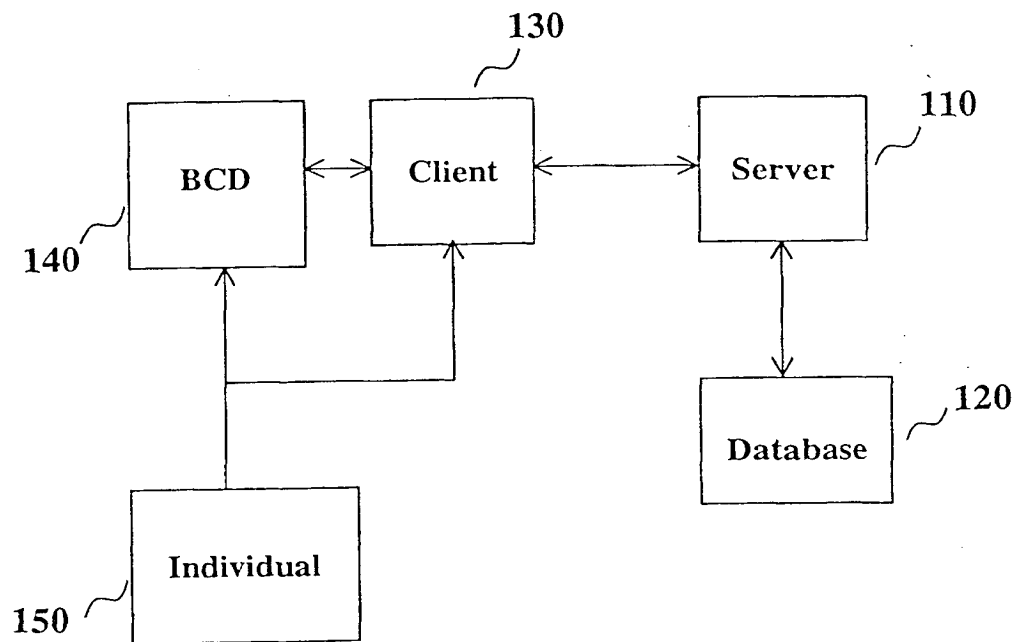 130
110
BCD
Client
Server
140
120
Database
Individual
150